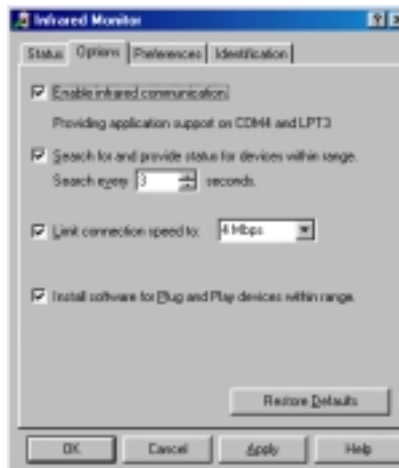 Infrared Monitor
Status Options Preferences Identification
Enable infrared communication.
Providing application support on COM4 and LPT3
Search for and provide status for devices within range.
Search every 3 seconds.
Limit connection speed to: 4 Mbps
Install software for Plug and Play devices within range.
Restore Defaults
OK Cancel Apply Help